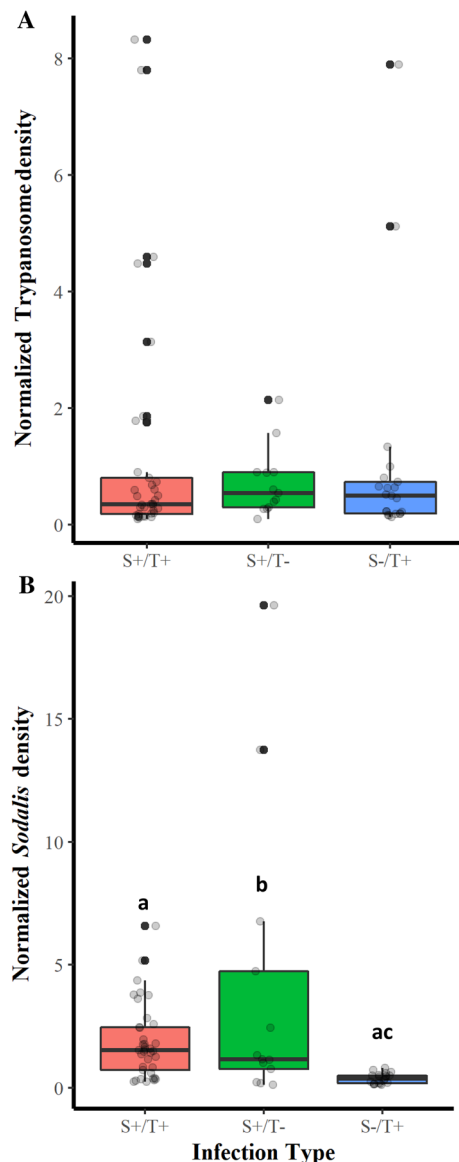 A
Normalized Trypanosome density
8
6
4
2
0
S+/T+ S+/T- S-/T+
B
Normalized Sodalis density
20
15
10
5
0
a
b
ac
S+/T+ S+/T- S-/T+
Infection Type